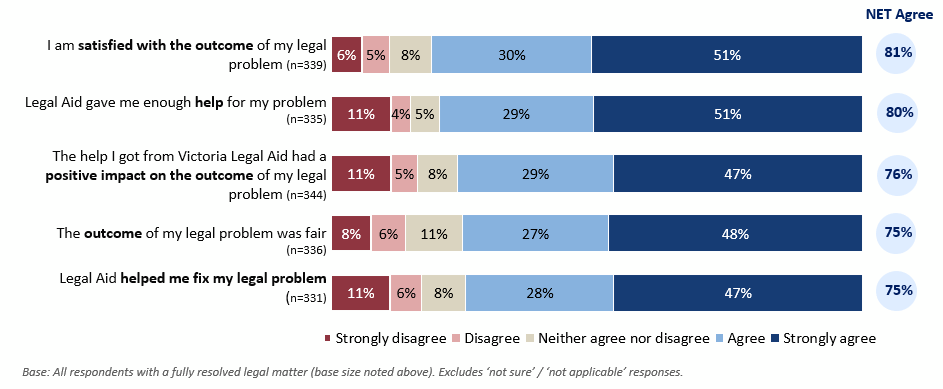 NET Agree
I am satisfied with the outcome of my legal
problem (n=339)
6% 5% 8% 30% 51% 81%
Legal Aid gave me enough help for my problem
(n=335)
11% 4% 5% 29% 51% 80%
The help I got from Victoria Legal Aid had a
positive impact on the outcome of my legal
problem (n=344)
11% 5% 8% 29% 47% 76%
The outcome of my legal problem was fair
(n=336)
8% 6% 11% 27% 48% 75%
Legal Aid helped me fix my legal problem
(n=331)
11% 6% 8% 28% 47% 75%
Strongly disagree Disagree Neither agree nor disagree Agree Strongly agree
Base: All respondents with a fully resolved legal matter (base size noted above). Excludes ‘not sure’ / ‘not applicable’ responses.